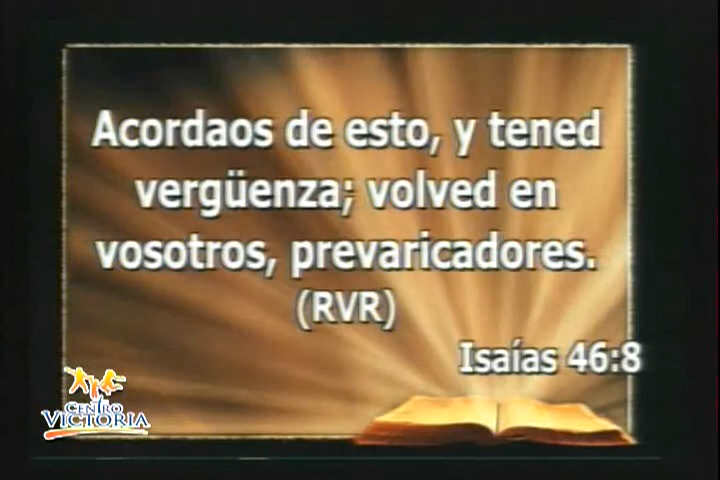 Acordaos de esto, y tened
vergüenza; volved en
vosotros, prevaricadores.
(RVR)
Isaías 46:8
CENTRO
VICTORIA